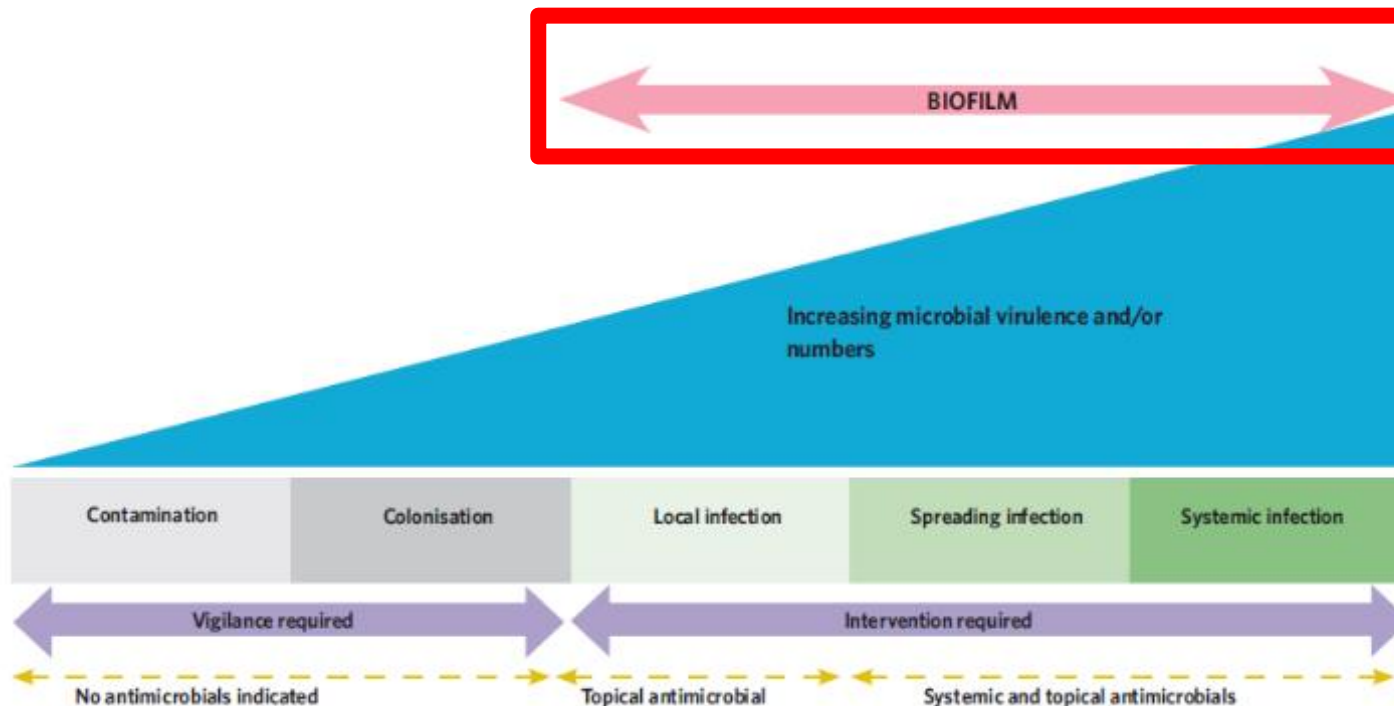 BIOFILM
Increasing microbial virulence and/or
numbers
Contamination
Colonisation
Local infection
Spreading infection
Systemic infection
Vigilance required
Intervention required
No antimicrobials indicated
Topical antimicrobial
Systemic and topical antimicrobials